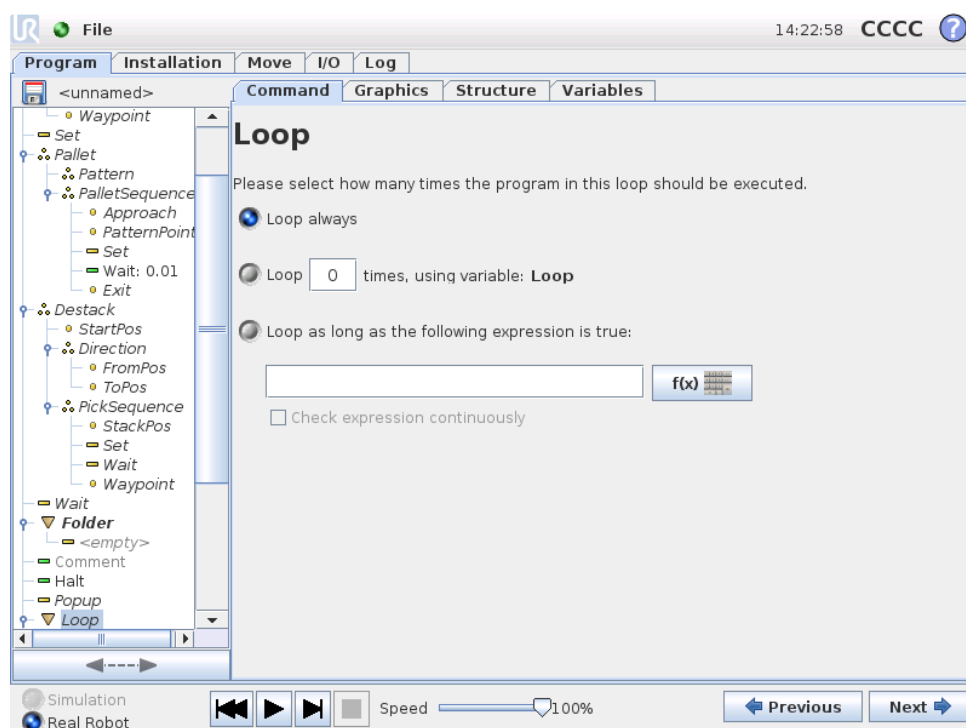 UR File 14:22:58 CCCC ?
Program Installation Move I/O Log
<unnamed> Command Graphics Structure Variables
Waypoint
Set
Pallet
Pattern
PalletSequence
Approach
PatternPoint
Set
Wait: 0.01
Exit
Destack
StartPos
Direction
FromPos
ToPos
PickSequence
StackPos
Set
Wait
Waypoint
Wait
Folder
<empty>
Comment
Halt
Popup
Loop
Loop
Please select how many times the program in this loop should be executed.
Loop always
Loop 0 times, using variable: Loop
Loop as long as the following expression is true:
f(x)
Check expression continuously
Simulation
Real Robot
Speed 100%
Previous Next